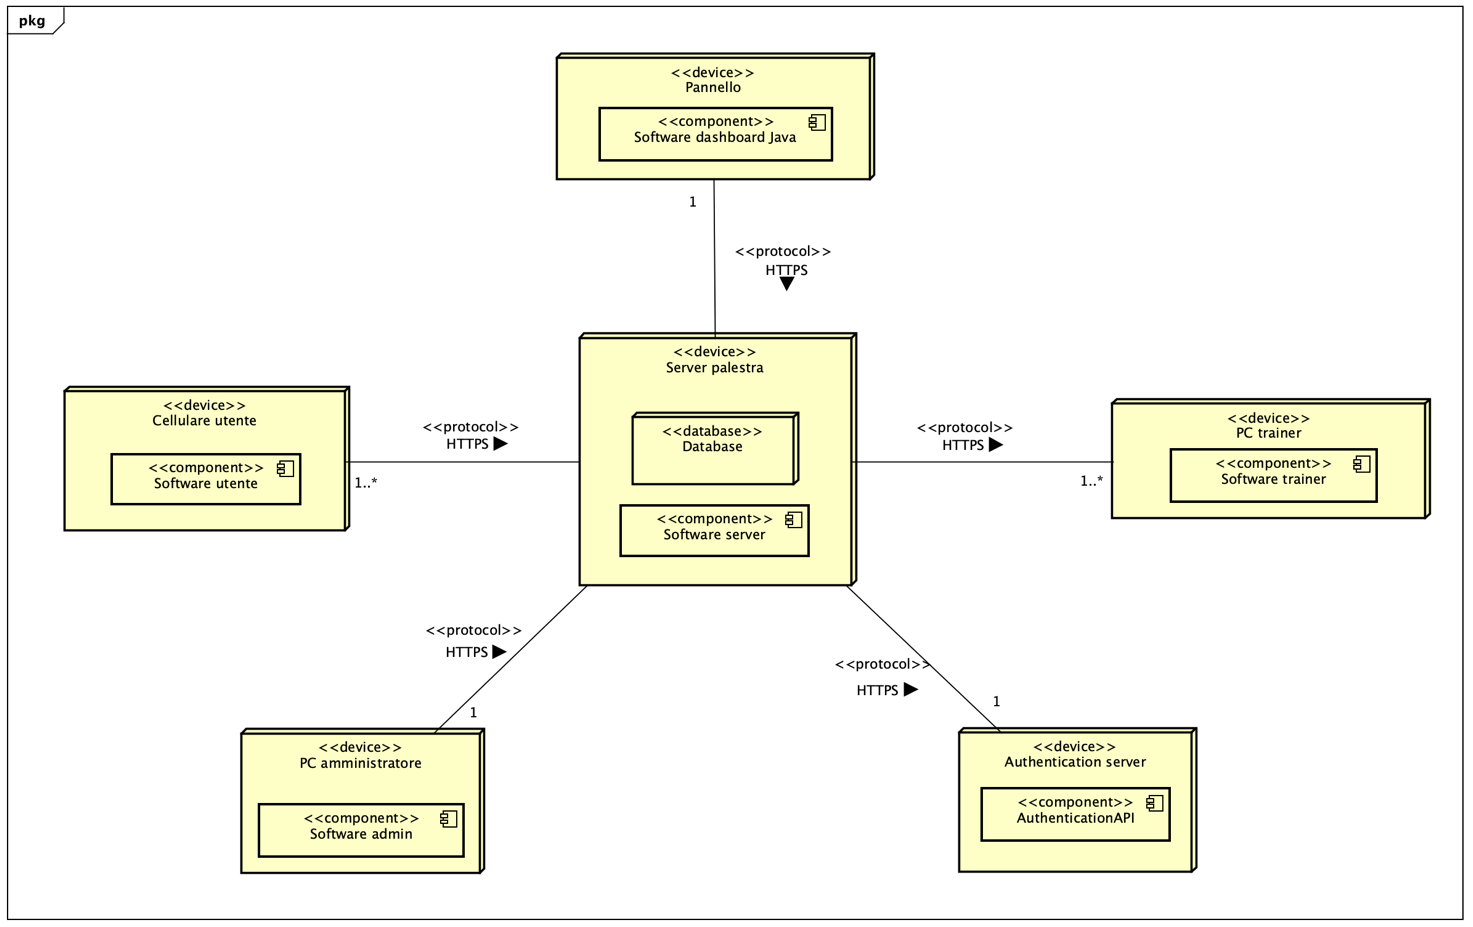 pkg
<<device>>
Pannello
<<component>>
Software dashboard Java
1
<<protocol>>
HTTPS
<<device>>
Server palestra
<<database>>
Database
<<component>>
Software server
<<device>>
Cellulare utente
<<component>>
Software utente
<<protocol>>
HTTPS
1..*
<<protocol>>
HTTPS
1..*
<<device>>
PC trainer
<<component>>
Software trainer
<<protocol>>
HTTPS
1
<<device>>
PC amministratore
<<component>>
Software admin
<<protocol>>
HTTPS
1
<<device>>
Authentication server
<<component>>
AuthenticationAPI